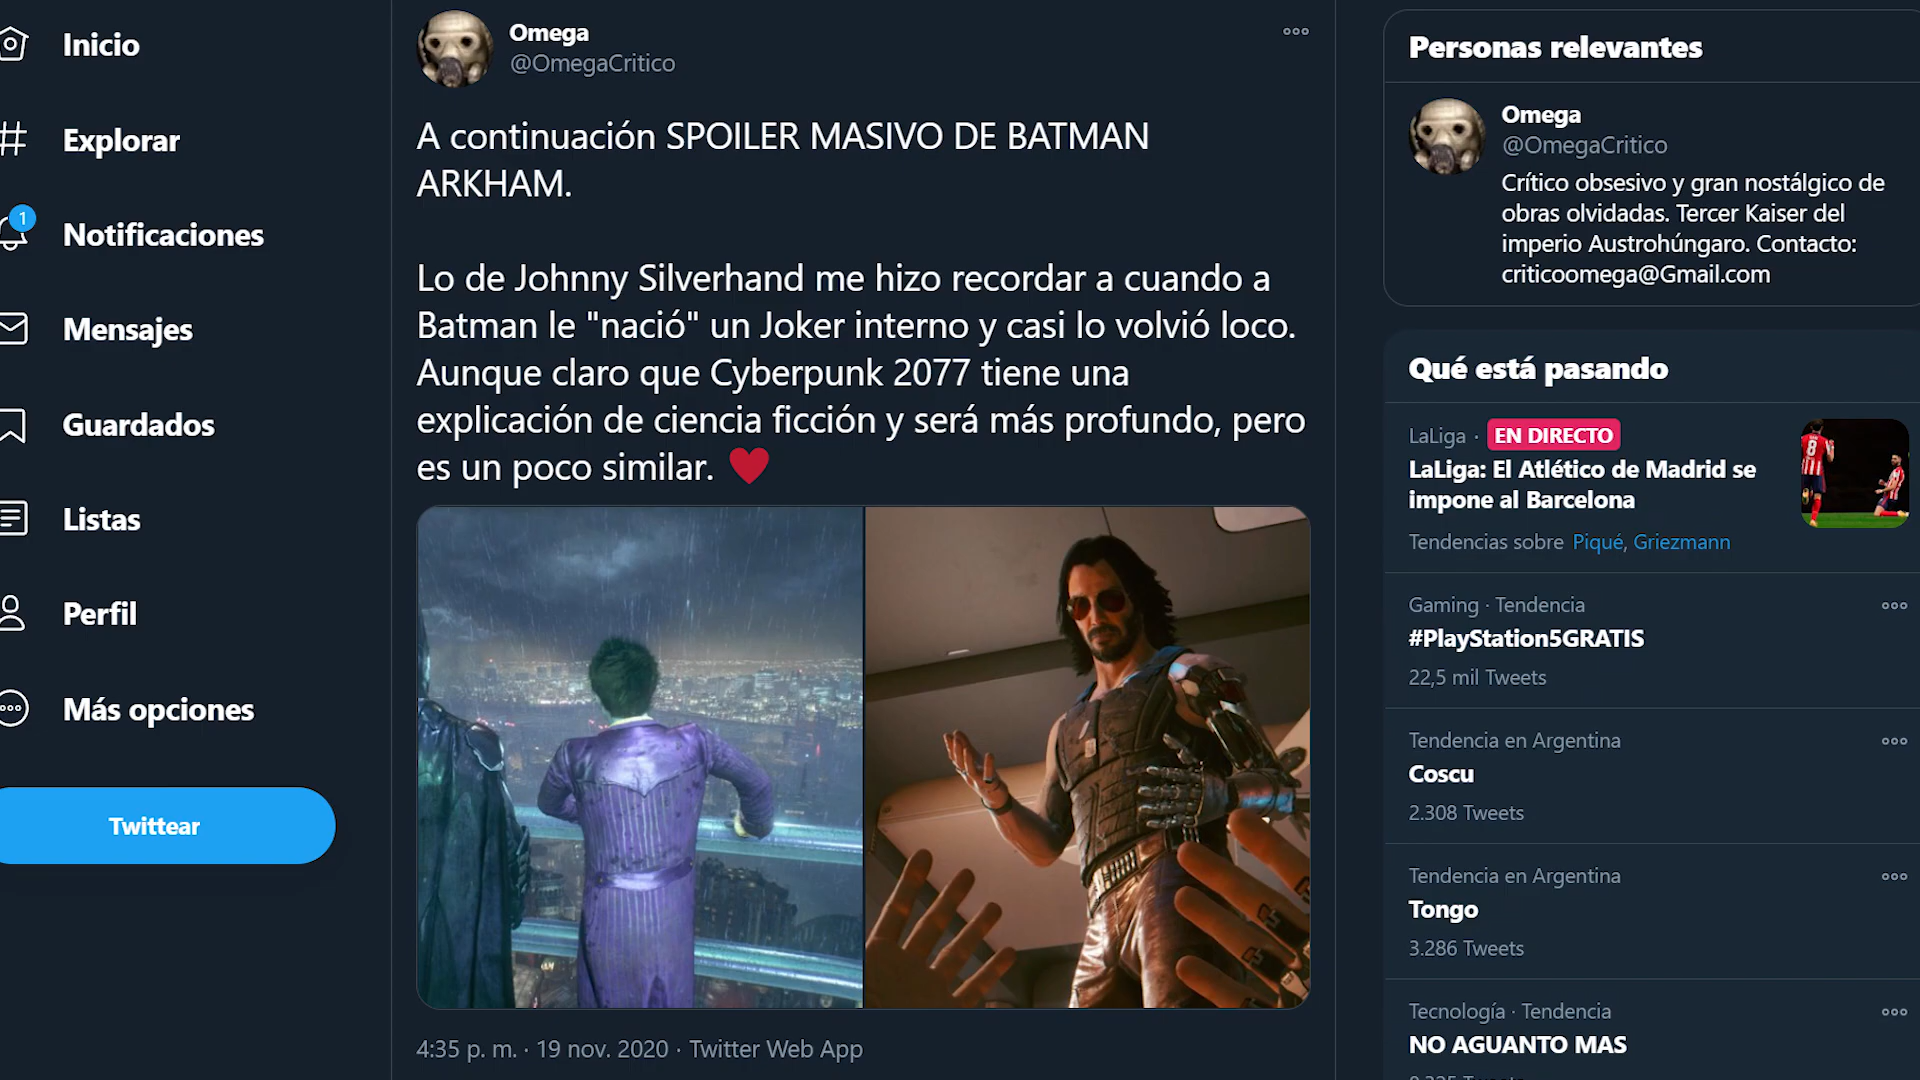 Inicio
Explorar
1
Notificaciones
Mensajes
Guardados
Listas
Perfil
Más opciones
Twittear
Omega
@OmegaCritico
A continuación SPOILER MASIVO DE BATMAN
ARKHAM.
Lo de Johnny Silverhand me hizo recordar a cuando a
Batman le "nació" un Joker interno y casi lo volvió loco.
Aunque claro que Cyberpunk 2077 tiene una
explicación de ciencia ficción y será más profundo, pero
es un poco similar. ♥
4:35 p. m. · 19 nov. 2020 · Twitter Web App
Personas relevantes
Omega
@OmegaCritico
Crítico obsesivo y gran nostálgico de
obras olvidadas. Tercer Kaiser del
imperio Austrohúngaro. Contacto:
criticoomega@Gmail.com
Qué está pasando
LaLiga · EN DIRECTO
LaLiga: El Atlético de Madrid se
impone al Barcelona
Tendencias sobre Piqué, Griezmann
8
Gaming · Tendencia
#PlayStation5GRATIS
22,5 mil Tweets
Tendencia en Argentina
Coscu
2.308 Tweets
Tendencia en Argentina
Tongo
3.286 Tweets
Tecnología · Tendencia
NO AGUANTO MAS